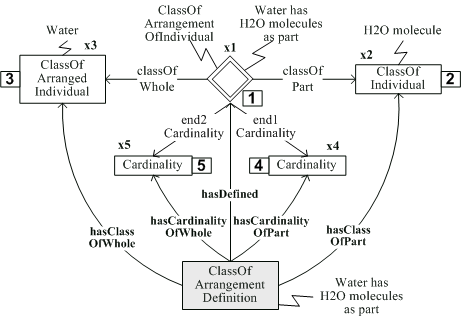 Water
ClassOf
Arrangement
OfIndividual
Water has
H2O molecules
as part
H2O molecule
x3
x1
x2
3
ClassOf
Arranged
Individual
classOf
Whole
classOf
Part
ClassOf
Individual
2
1
end2
Cardinality
end1
Cardinality
x5
x4
Cardinality
5
4
Cardinality
hasDefined
hasCardinality
OfWhole
hasCardinality
OfPart
hasClass
OfWhole
hasClass
OfPart
ClassOf
Arrangement
Definition
Water has
H2O molecules
as part